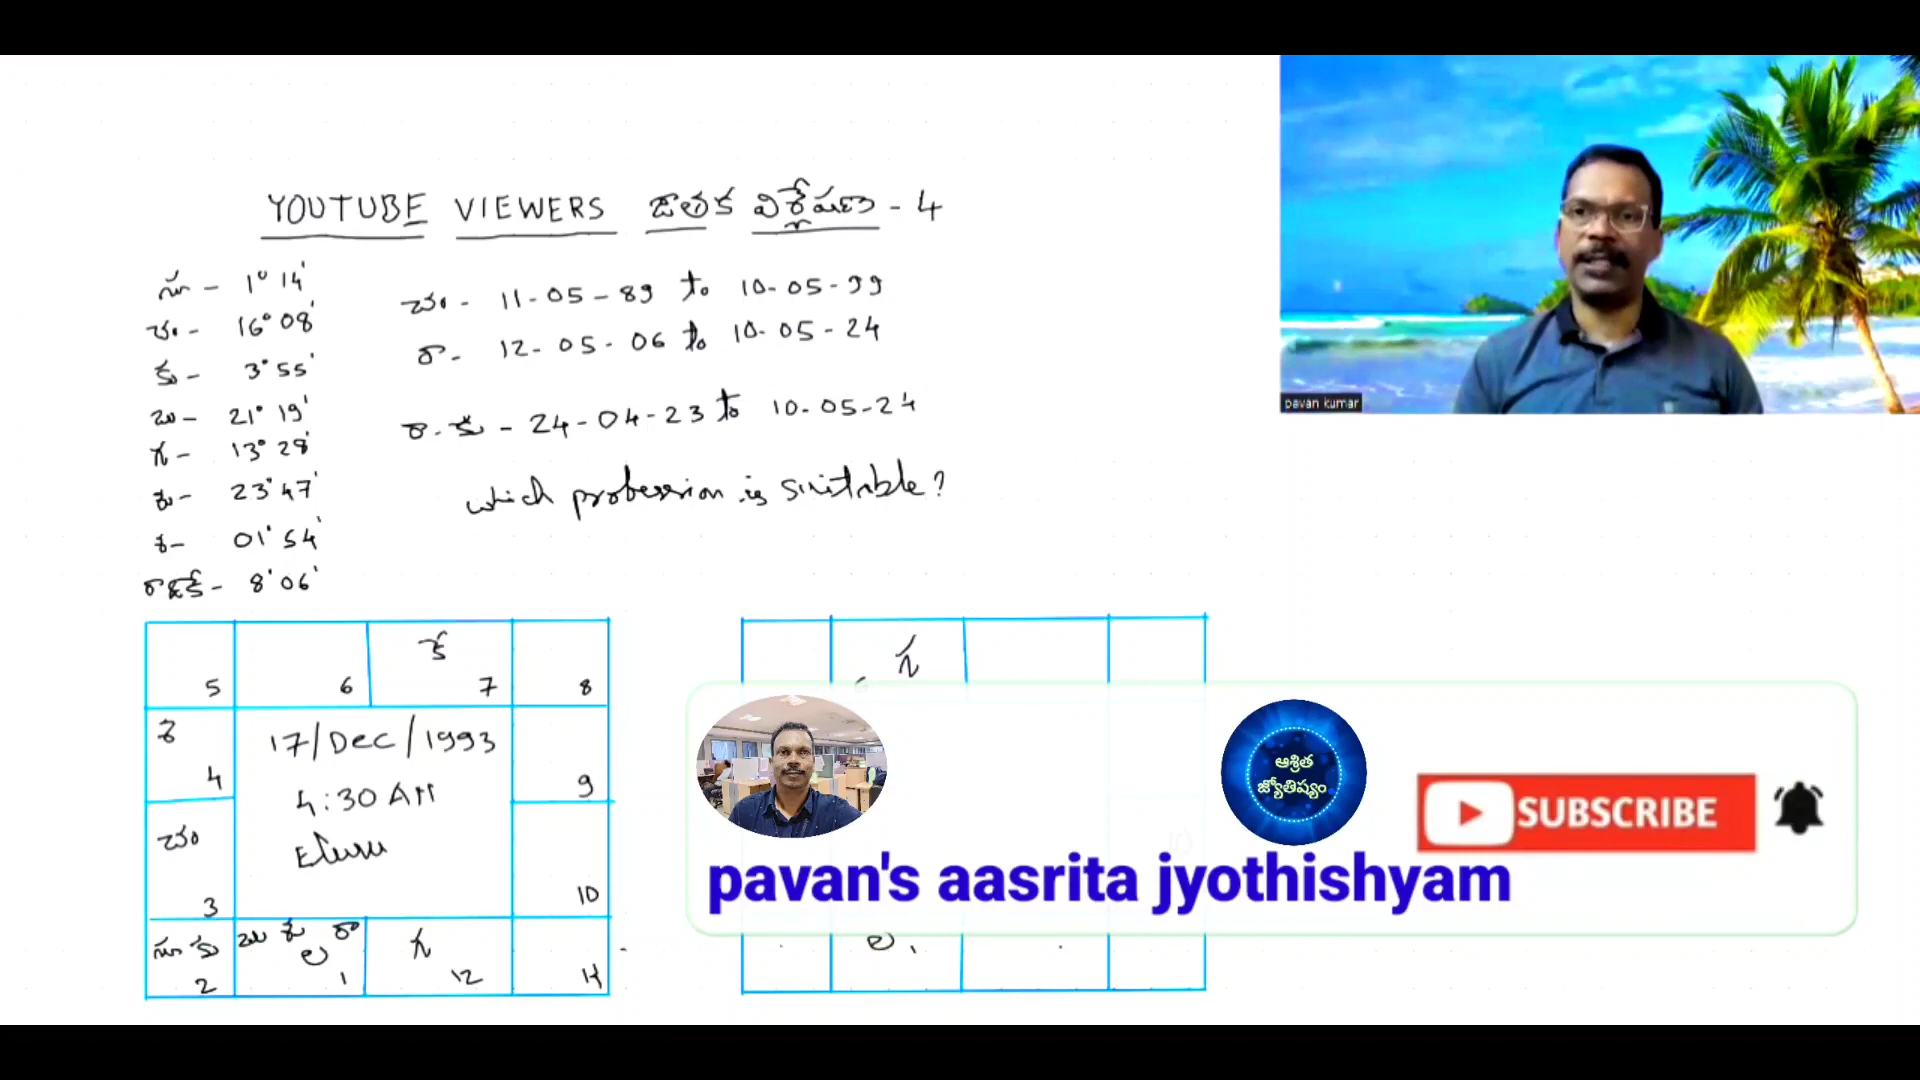 YOUTUBE VIEWERS జాతక విశ్లేషణ - 4
సూ - 1° 14'
చం - 16° 08'
కు - 3° 55'
బు - 21° 19'
గు - 13° 28'
శు - 23° 47'
శ - 01° 54'
రా/కే - 8° 06'
చం - 11-05-89 to 10-05-99
రా - 12-05-06 to 10-05-24
రా. కు - 24-04-23 to 10-05-24
which profession is suitable?
pavan kumar
కే
5 6 7 8
శ
4
17/Dec/1993
4:30 AM
Eluru
9
చం
3
10
సూ కు
2
బు శు రా
ల
1
గు
12
11
గు
ల
ఆశ్రిత
జ్యోతిష్యం
SUBSCRIBE
pavan's aasrita jyothishyam